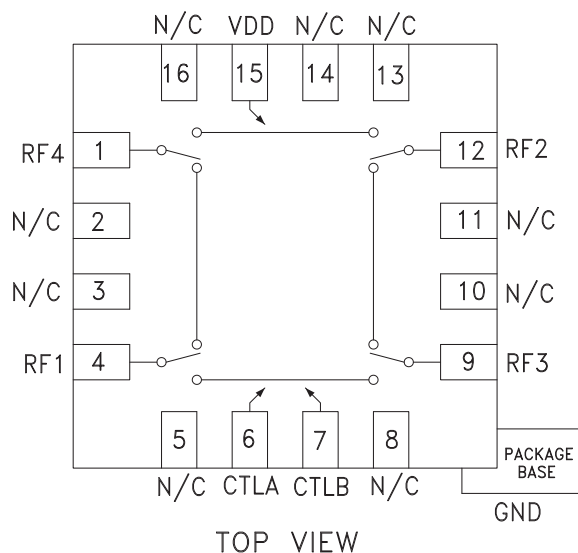 N/C VDD N/C N/C
16 15 14 13
RF4 1 12 RF2
N/C 2 11 N/C
N/C 3 10 N/C
RF1 4 9 RF3
5 6 7 8
N/C CTLA CTLB N/C
PACKAGE
BASE
GND
TOP VIEW